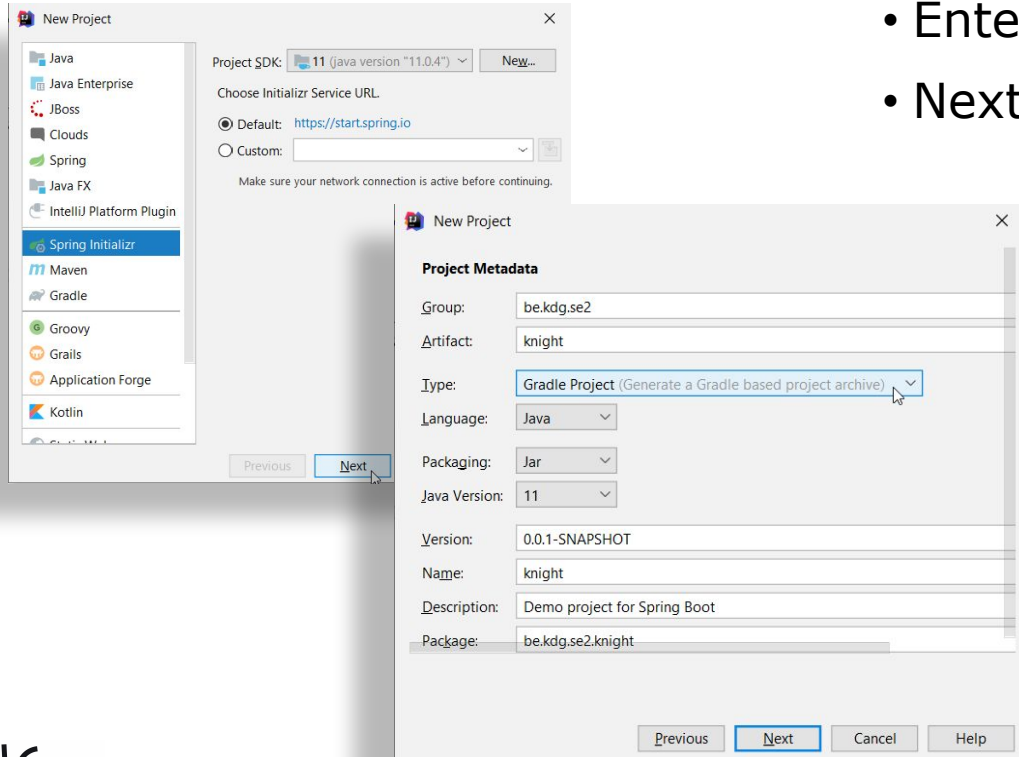 New Project
Java
Java Enterprise
JBoss
Clouds
Spring
Java FX
IntelliJ Platform Plugin
Spring Initializr
Maven
Gradle
Groovy
Grails
Application Forge
Kotlin
Project SDK: 11 (java version "11.0.4") New...
Choose Initializr Service URL.
Default: https://start.spring.io
Custom:
Make sure your network connection is active before continuing.
Previous Next
• Ente
• Next
New Project
Project Metadata
Group: be.kdg.se2
Artifact: knight
Type: Gradle Project (Generate a Gradle based project archive)
Language: Java
Packaging: Jar
Java Version: 11
Version: 0.0.1-SNAPSHOT
Name: knight
Description: Demo project for Spring Boot
Package: be.kdg.se2.knight
Previous Next Cancel Help